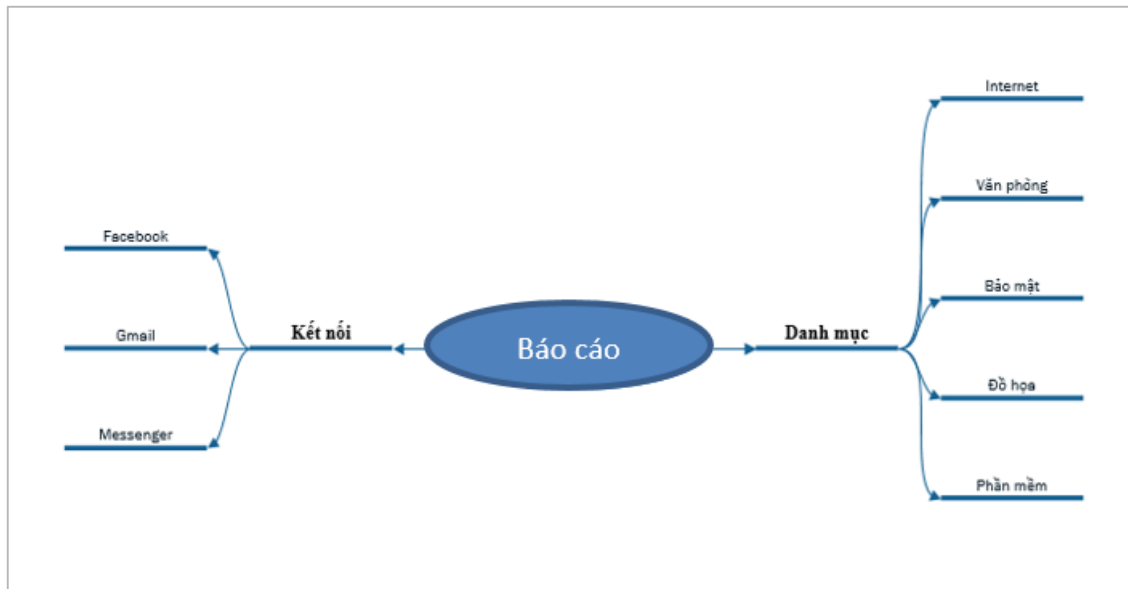 Internet
Văn phòng
Facebook
Bảo mật
Gmail
Kết nối
Báo cáo
Danh mục
Đồ họa
Messenger
Phần mềm